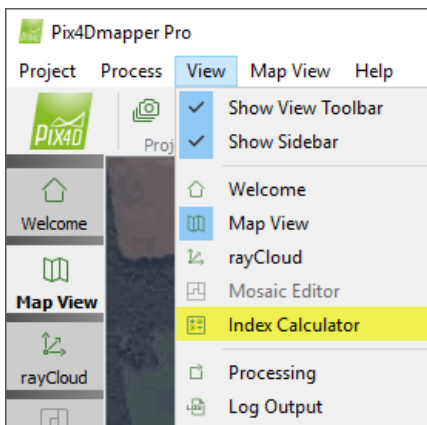 Pix4Dmapper Pro
Project Process View Map View Help
PIX4D
Proj
Show View Toolbar
Show Sidebar
Welcome
Map View
rayCloud
Mosaic Editor
Index Calculator
Processing
Log Output
Welcome
Map View
rayCloud